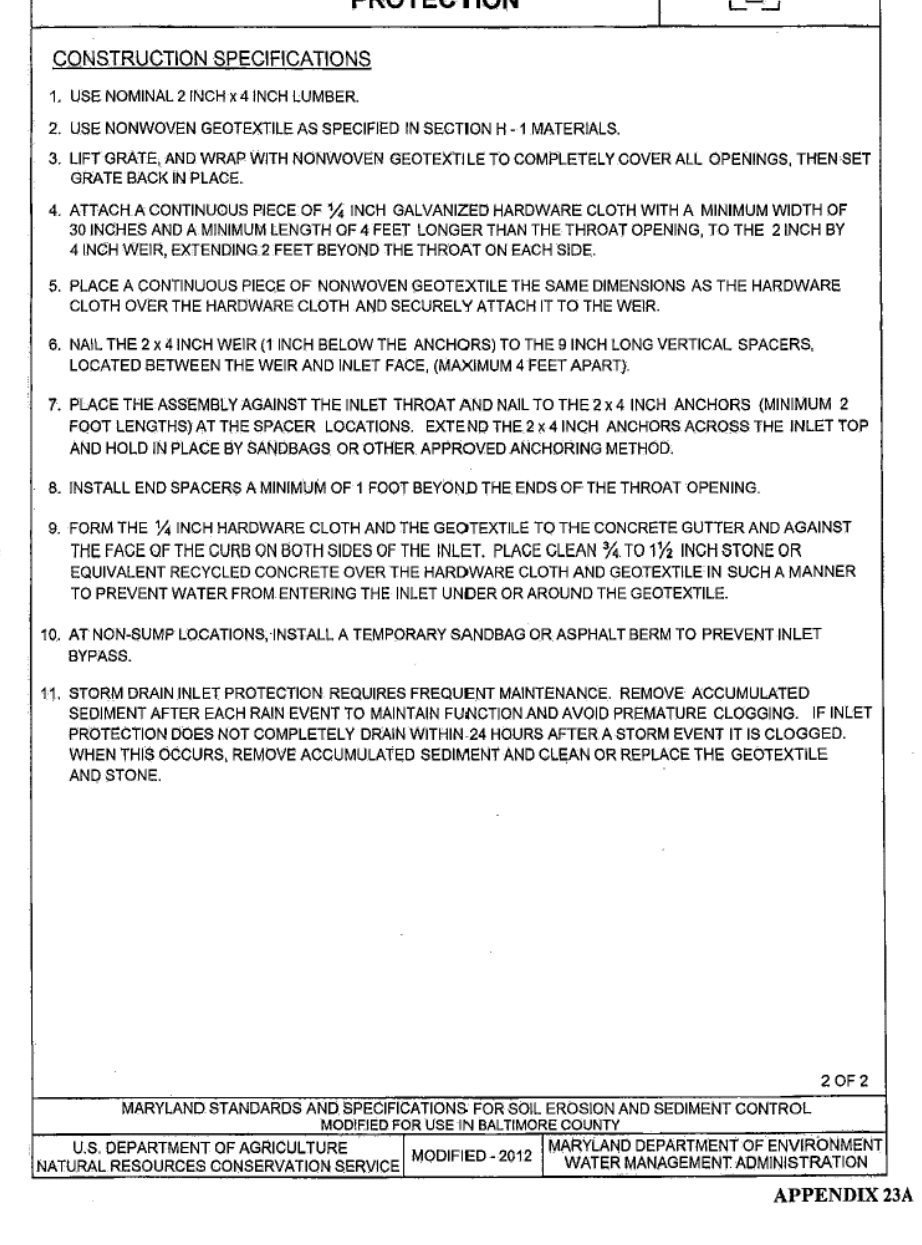 PROTECTION
CONSTRUCTION SPECIFICATIONS
1. USE NOMINAL 2 INCH x 4 INCH LUMBER.
2. USE NONWOVEN GEOTEXTILE AS SPECIFIED IN SECTION H - 1 MATERIALS.
3. LIFT GRATE, AND WRAP WITH NONWOVEN GEOTEXTILE TO COMPLETELY COVER ALL OPENINGS, THEN SET
GRATE BACK IN PLACE.
4. ATTACH A CONTINUOUS PIECE OF ¼ INCH GALVANIZED HARDWARE CLOTH WITH A MINIMUM WIDTH OF
30 INCHES AND A MINIMUM LENGTH OF 4 FEET LONGER THAN THE THROAT OPENING, TO THE 2 INCH BY
4 INCH WEIR, EXTENDING 2 FEET BEYOND THE THROAT ON EACH SIDE.
5. PLACE A CONTINUOUS PIECE OF NONWOVEN GEOTEXTILE THE SAME DIMENSIONS AS THE HARDWARE
CLOTH OVER THE HARDWARE CLOTH AND SECURELY ATTACH IT TO THE WEIR.
6. NAIL THE 2 x 4 INCH WEIR (1 INCH BELOW THE ANCHORS) TO THE 9 INCH LONG VERTICAL SPACERS,
LOCATED BETWEEN THE WEIR AND INLET FACE, (MAXIMUM 4 FEET APART).
7. PLACE THE ASSEMBLY AGAINST THE INLET THROAT AND NAIL TO THE 2 x 4 INCH ANCHORS (MINIMUM 2
FOOT LENGTHS) AT THE SPACER LOCATIONS. EXTEND THE 2 x 4 INCH ANCHORS ACROSS THE INLET TOP
AND HOLD IN PLACE BY SANDBAGS OR OTHER APPROVED ANCHORING METHOD.
8. INSTALL END SPACERS A MINIMUM OF 1 FOOT BEYOND THE ENDS OF THE THROAT OPENING.
9. FORM THE ¼ INCH HARDWARE CLOTH AND THE GEOTEXTILE TO THE CONCRETE GUTTER AND AGAINST
THE FACE OF THE CURB ON BOTH SIDES OF THE INLET. PLACE CLEAN ¾ TO 1½ INCH STONE OR
EQUIVALENT RECYCLED CONCRETE OVER THE HARDWARE CLOTH AND GEOTEXTILE IN SUCH A MANNER
TO PREVENT WATER FROM ENTERING THE INLET UNDER OR AROUND THE GEOTEXTILE.
10. AT NON-SUMP LOCATIONS, INSTALL A TEMPORARY SANDBAG OR ASPHALT BERM TO PREVENT INLET
BYPASS.
11. STORM DRAIN INLET PROTECTION REQUIRES FREQUENT MAINTENANCE. REMOVE ACCUMULATED
SEDIMENT AFTER EACH RAIN EVENT TO MAINTAIN FUNCTION AND AVOID PREMATURE CLOGGING. IF INLET
PROTECTION DOES NOT COMPLETELY DRAIN WITHIN 24 HOURS AFTER A STORM EVENT IT IS CLOGGED.
WHEN THIS OCCURS, REMOVE ACCUMULATED SEDIMENT AND CLEAN OR REPLACE THE GEOTEXTILE
AND STONE.
2 OF 2
MARYLAND STANDARDS AND SPECIFICATIONS FOR SOIL EROSION AND SEDIMENT CONTROL
MODIFIED FOR USE IN BALTIMORE COUNTY
U.S. DEPARTMENT OF AGRICULTURE
NATURAL RESOURCES CONSERVATION SERVICE
MODIFIED - 2012
MARYLAND DEPARTMENT OF ENVIRONMENT
WATER MANAGEMENT ADMINISTRATION
APPENDIX 23A